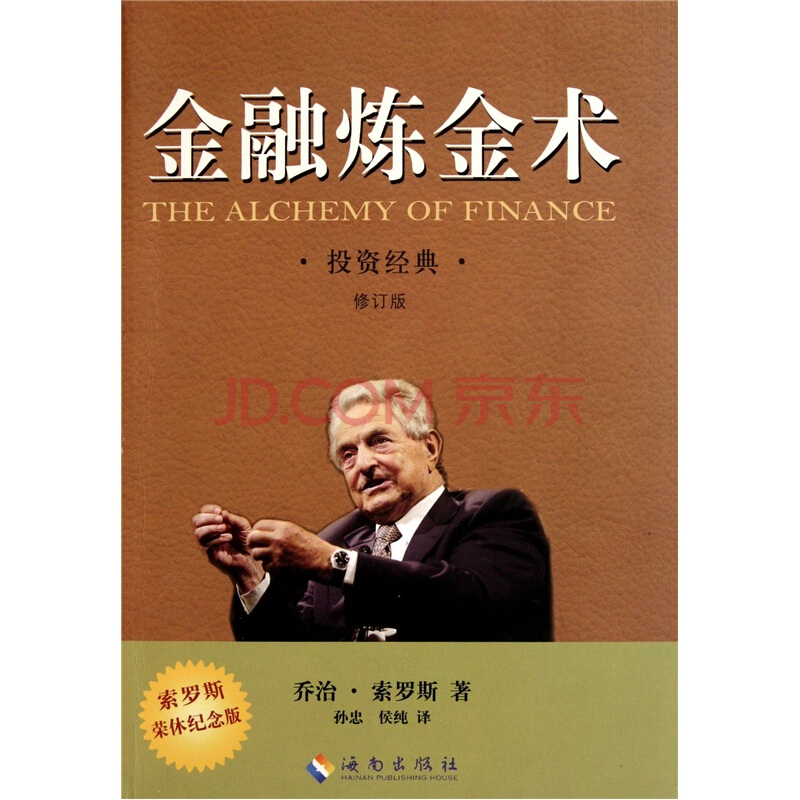 金融炼金术
THE ALCHEMY OF FINANCE
·投资经典·
修订版
JD.COM 京东
索罗斯
荣休纪念版
乔治·索罗斯 著
孙忠 侯纯 译
海南出版社
HAINAN PUBLISHING HOUSE